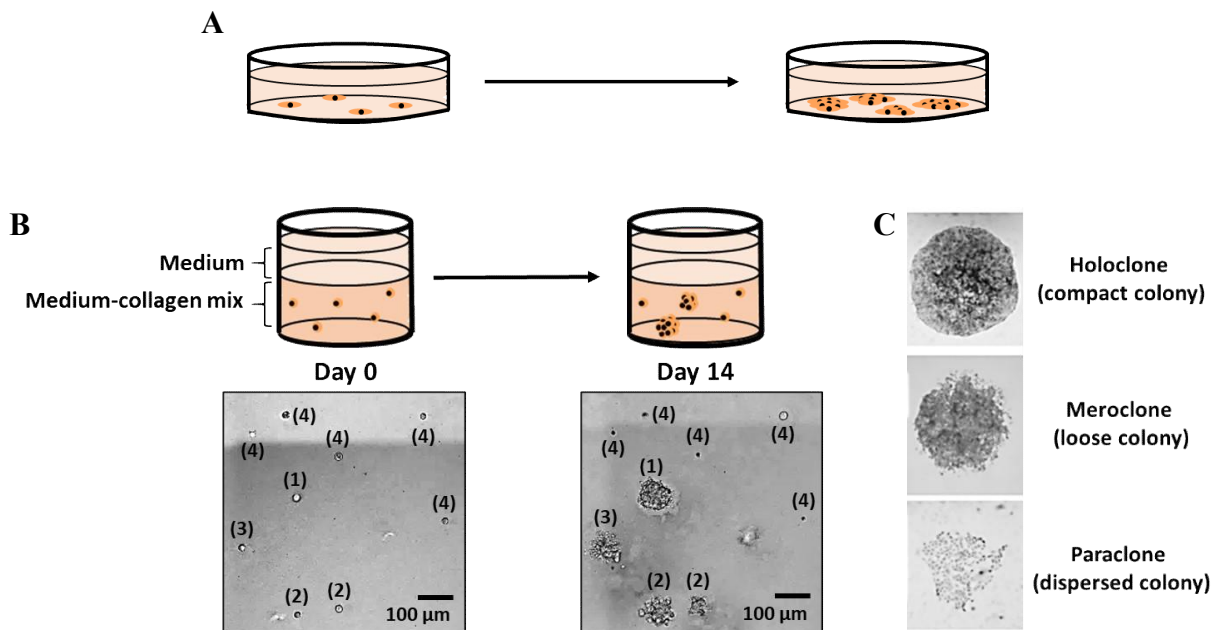 A
B
Medium
Medium-collagen mix
Day 0
Day 14
(4)
(4)
(4)
(4)
(1)
(4)
(3)
(2)
(2)
100 µm
(4)
(4)
(4)
(4)
(1)
(4)
(3)
(2)
(2)
100 µm
C
Holoclone
(compact colony)
Meroclone
(loose colony)
Paraclone
(dispersed colony)